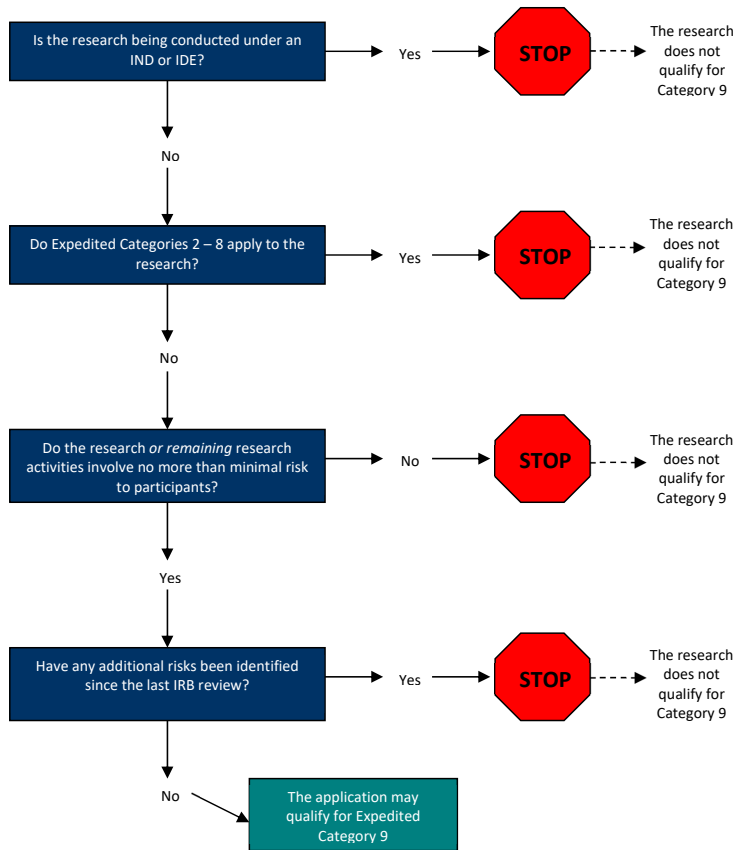 Is the research being conducted under an
IND or IDE?
Yes
STOP
The research
does not
qualify for
Category 9
No
Do Expedited Categories 2 – 8 apply to the
research?
Yes
STOP
The research
does not
qualify for
Category 9
No
Do the research or remaining research
activities involve no more than minimal risk
to participants?
No
STOP
The research
does not
qualify for
Category 9
Yes
Have any additional risks been identified
since the last IRB review?
Yes
STOP
The research
does not
qualify for
Category 9
No
The application may
qualify for Expedited
Category 9